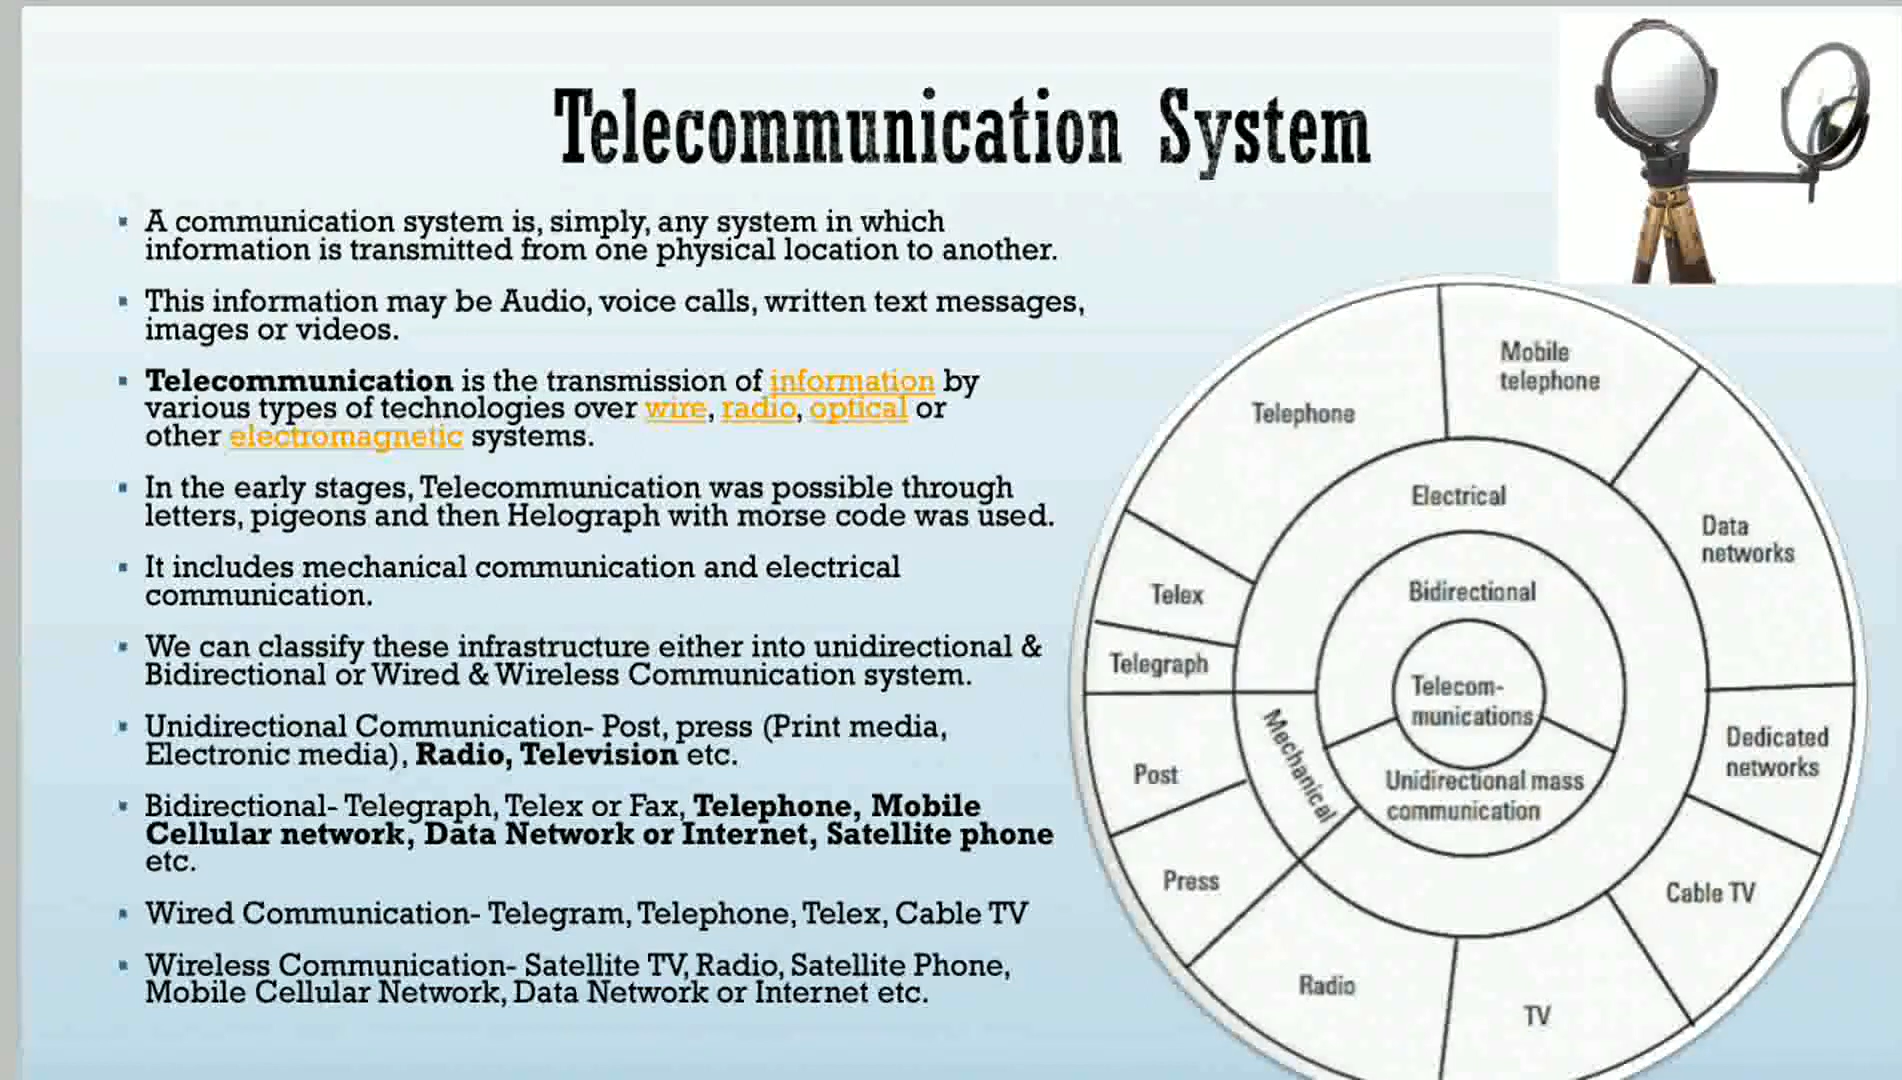 Telecommunication System
A communication system is, simply, any system in which
information is transmitted from one physical location to another.
This information may be Audio, voice calls, written text messages,
images or videos.
Telecommunication is the transmission of information by
various types of technologies over wire, radio, optical or
other electromagnetic systems.
In the early stages, Telecommunication was possible through
letters, pigeons and then Helograph with morse code was used.
It includes mechanical communication and electrical
communication.
We can classify these infrastructure either into unidirectional &
Bidirectional or Wired & Wireless Communication system.
Unidirectional Communication- Post, press (Print media,
Electronic media), Radio, Television etc.
Bidirectional- Telegraph, Telex or Fax, Telephone, Mobile
Cellular network, Data Network or Internet, Satellite phone
etc.
Wired Communication- Telegram, Telephone, Telex, Cable TV
Wireless Communication- Satellite TV, Radio, Satellite Phone,
Mobile Cellular Network, Data Network or Internet etc.
Mobile
telephone
Telephone
Electrical
Data
networks
Bidirectional
Telex
Telegraph
Telecom-
munications
Mechanical
Dedicated
networks
Post
Unidirectional mass
communication
Press
Cable TV
Radio
TV